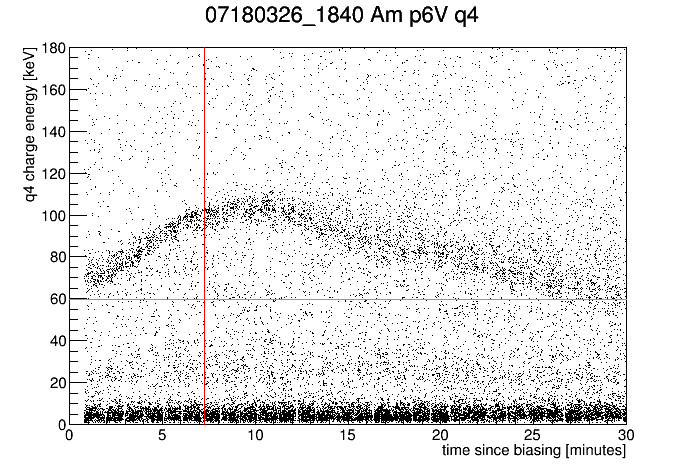 07180326_1840 Am p6V q4
q4 charge energy [keV]
180
160
140
120
100
80
60
40
20
0
0 5 10 15 20 25 30
time since biasing [minutes]